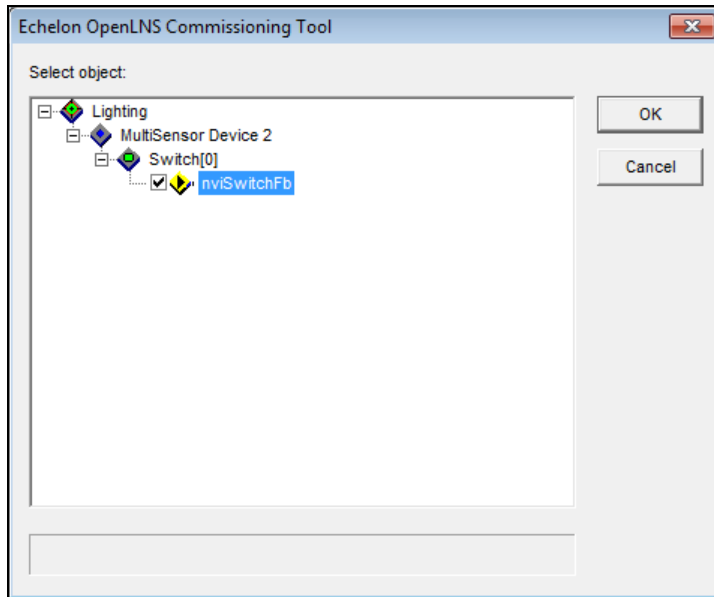 Echelon OpenLNS Commissioning Tool
Select object:
Lighting
MultiSensor Device 2
Switch[0]
nviSwitchFb
OK
Cancel